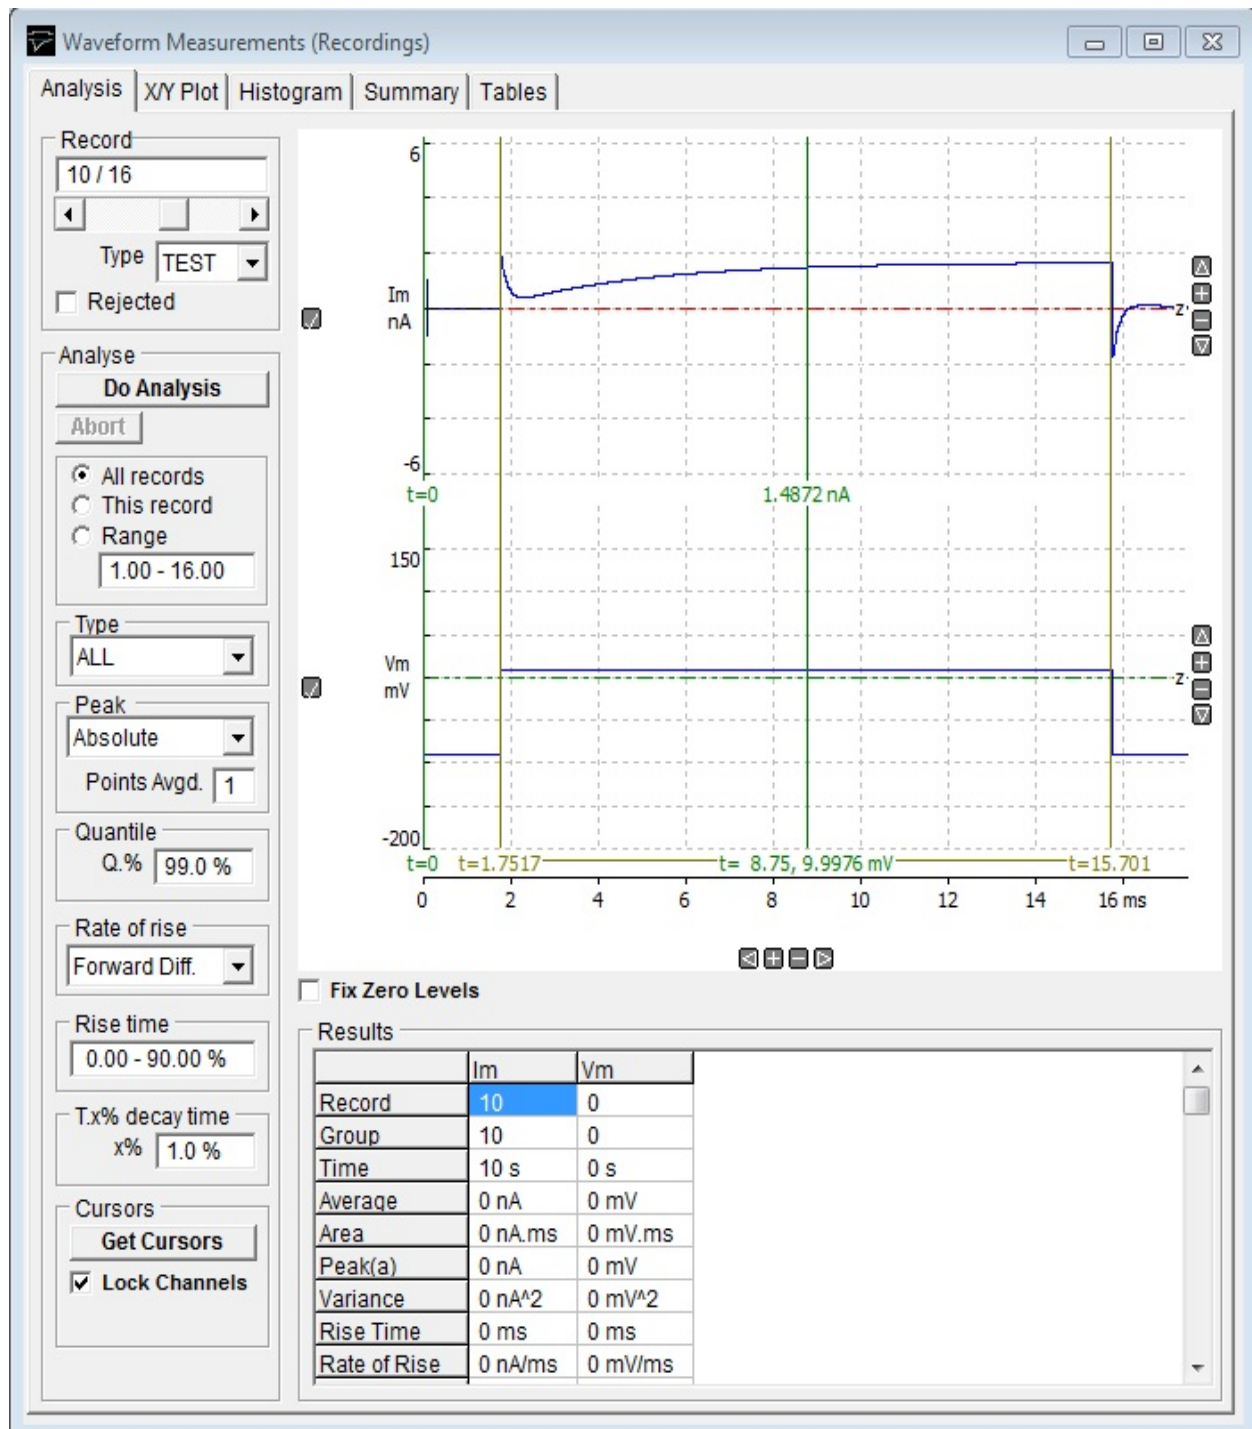 Waveform Measurements (Recordings)
Analysis X/Y Plot Histogram Summary Tables
Record
10 / 16
Type TEST
Rejected
Analyse
Do Analysis
Abort
All records
This record
Range
1.00 - 16.00
Type
ALL
Peak
Absolute
Points Avgd. 1
Quantile
Q.% 99.0 %
Rate of rise
Forward Diff.
Rise time
0.00 - 90.00 %
T.x% decay time
x% 1.0 %
Cursors
Get Cursors
Lock Channels
6
Im
nA
z
-6
t=0 1.4872 nA
150
Vm
mV
z
-200
t=0 t=1.7517 t= 8.75, 9.9976 mV t=15.701
0 2 4 6 8 10 12 14 16 ms
Fix Zero Levels
Results
Im Vm
Record 10 0
Group 10 0
Time 10 s 0 s
Average 0 nA 0 mV
Area 0 nA.ms 0 mV.ms
Peak(a) 0 nA 0 mV
Variance 0 nA^2 0 mV^2
Rise Time 0 ms 0 ms
Rate of Rise 0 nA/ms 0 mV/ms